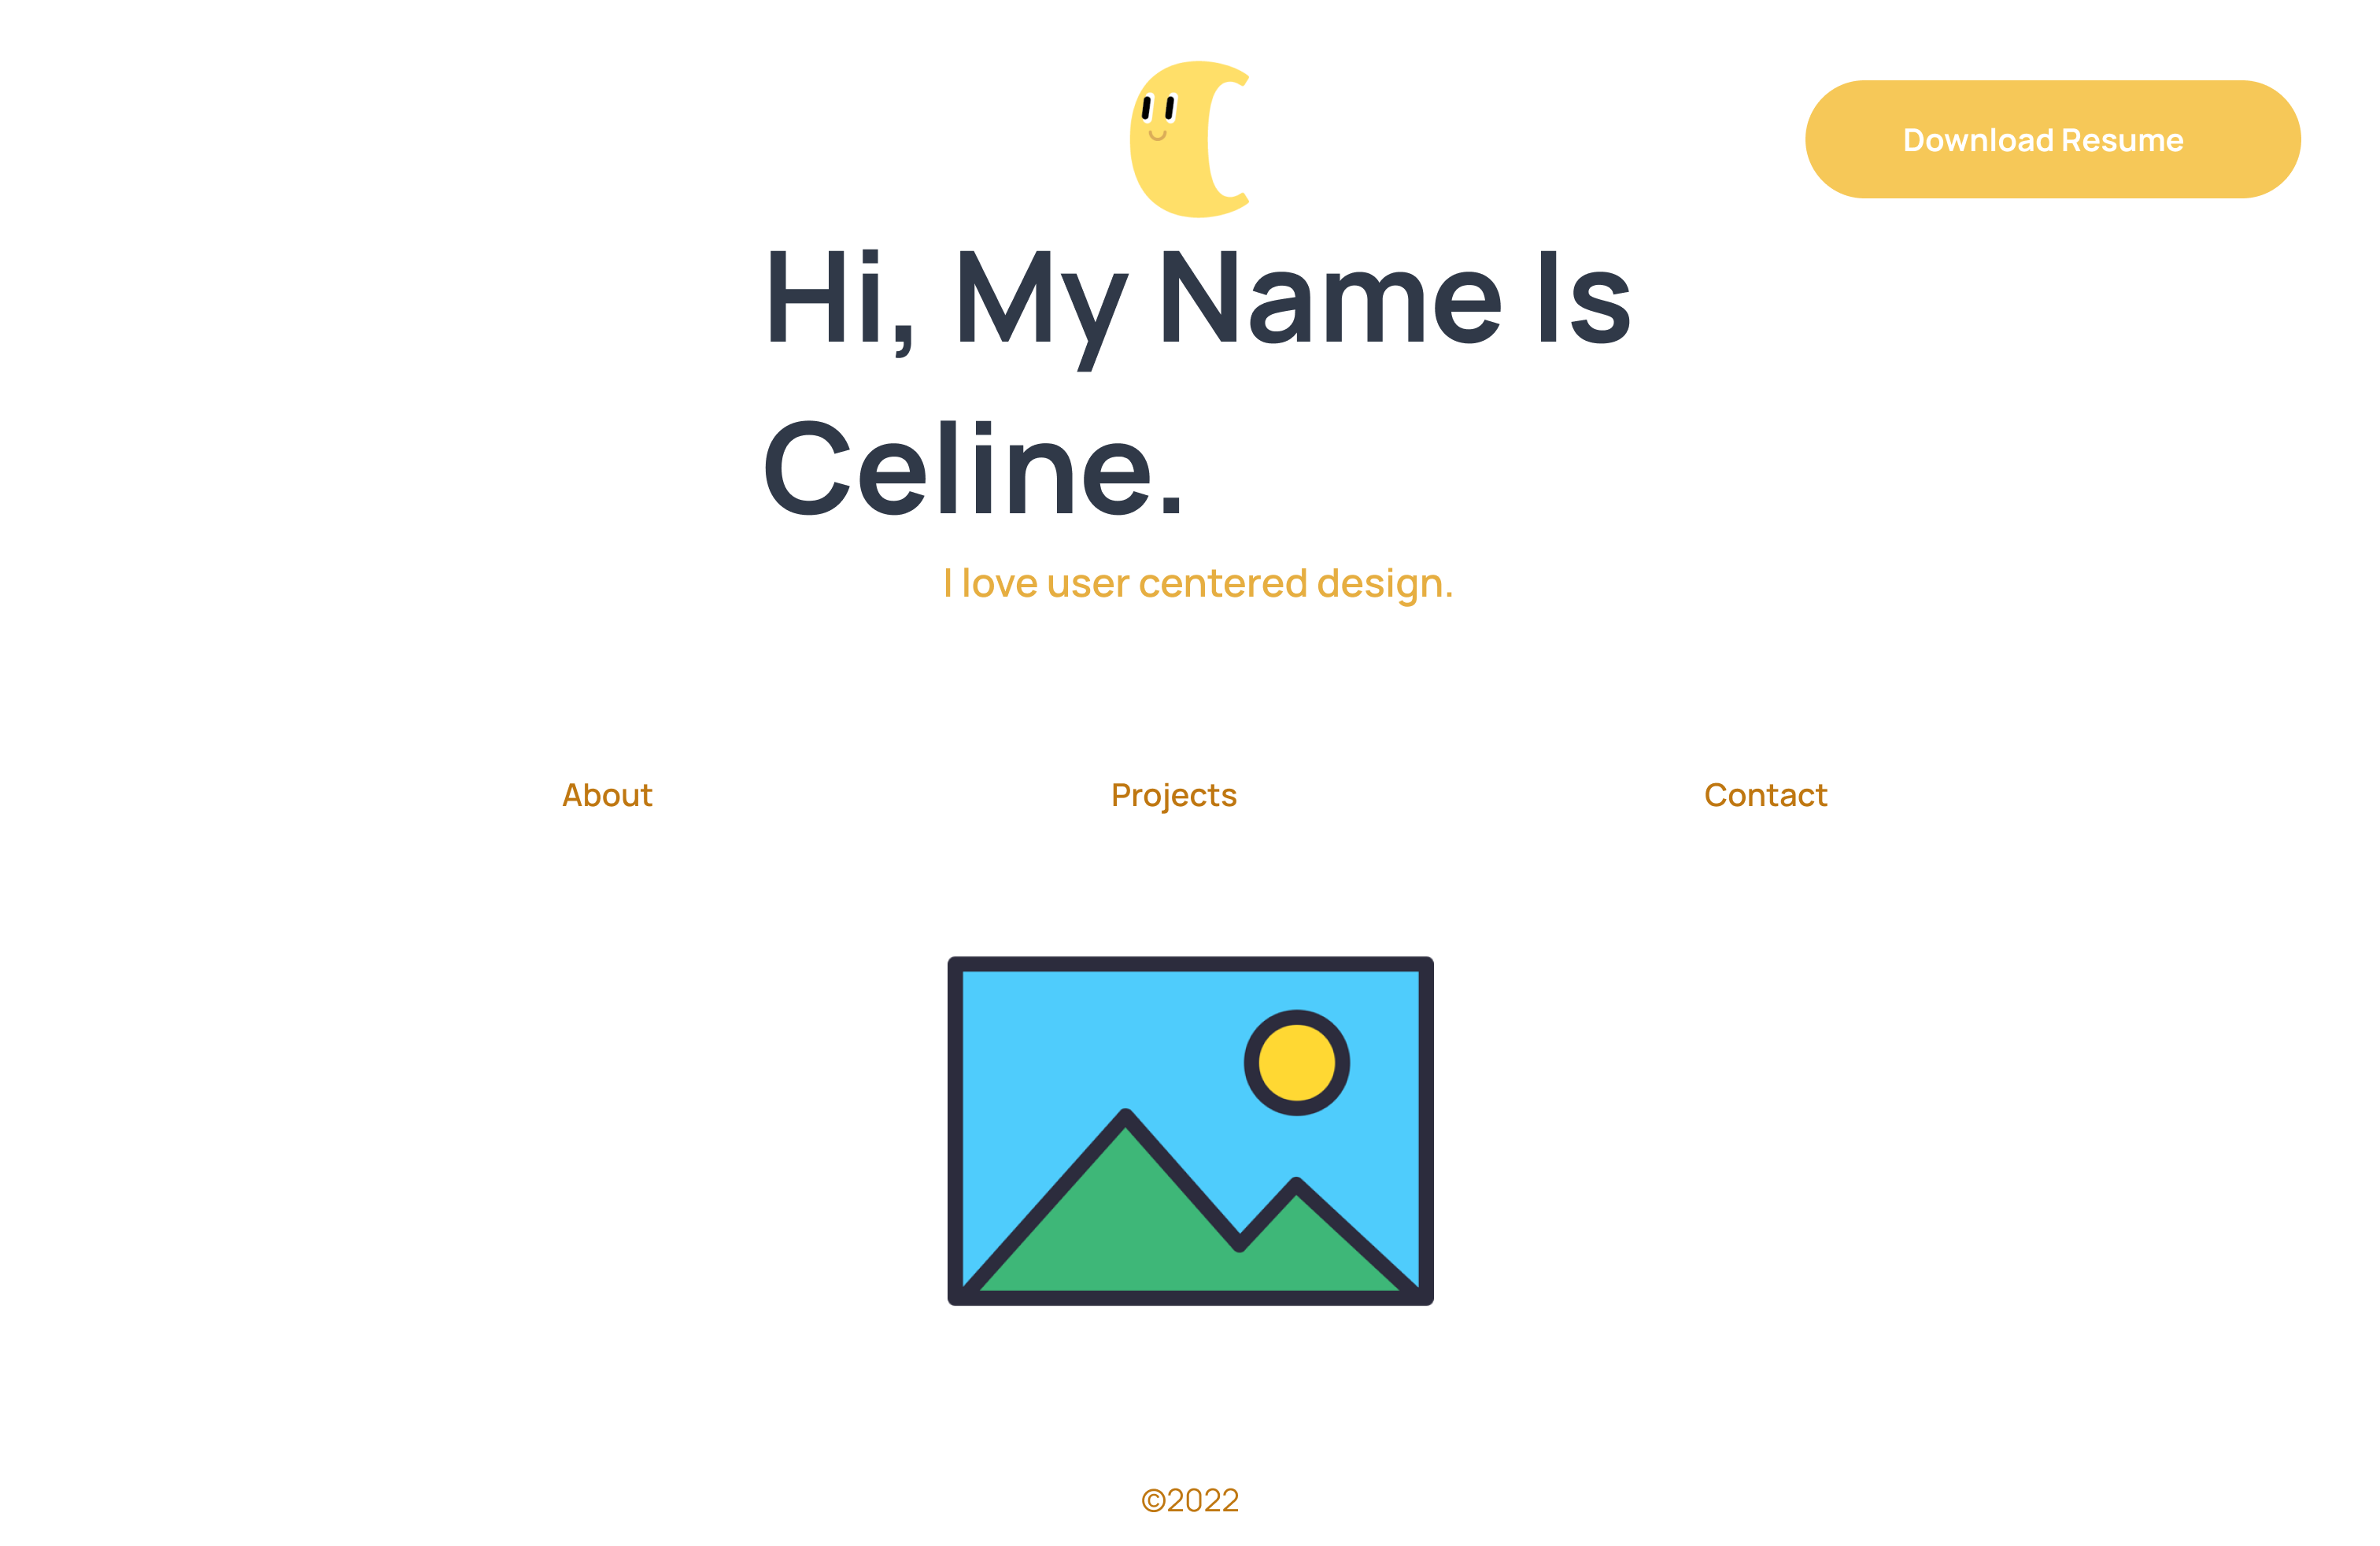 Download Resume
Hi, My Name Is
Celine.
I love user centered design.
About
Projects
Contact
©2022